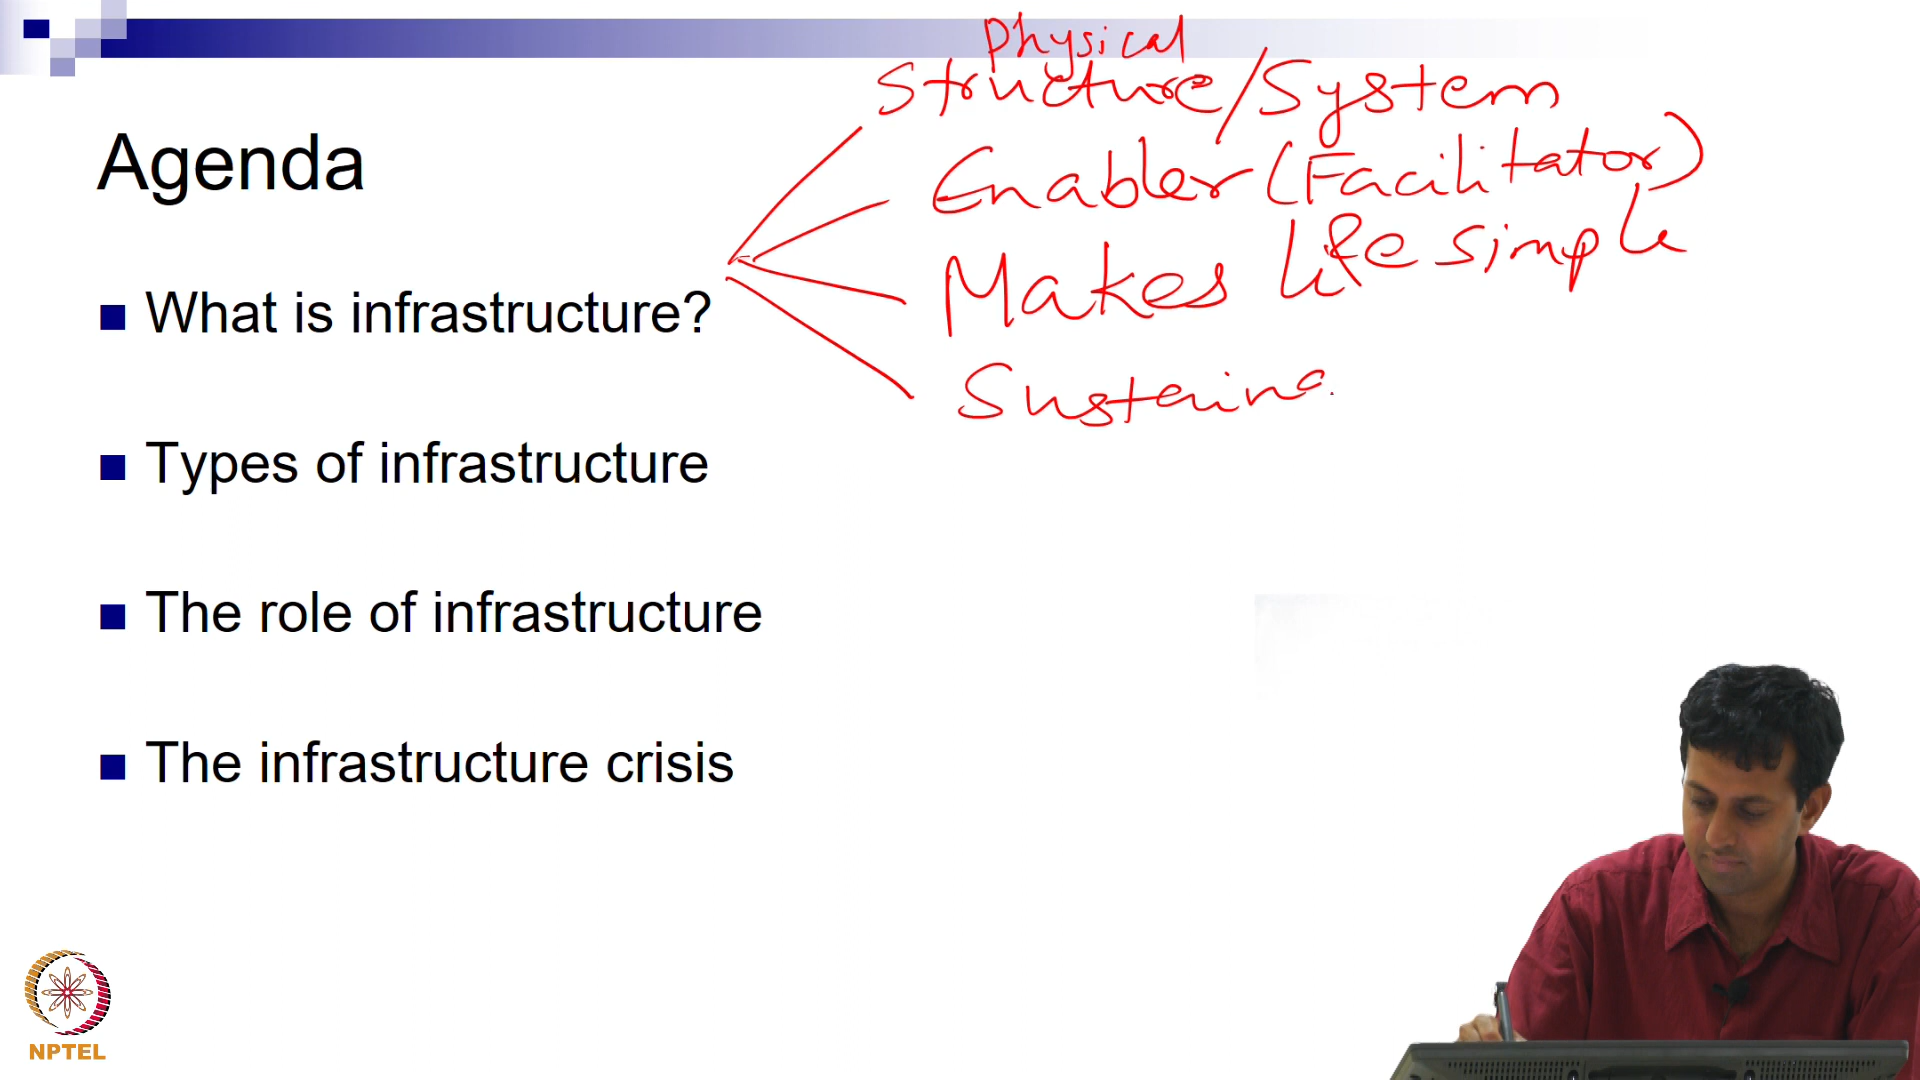 Physical
Structure/System
Agenda
Enabler (Facilitator)
Makes life simple
What is infrastructure?
Sustaina
Types of infrastructure
The role of infrastructure
The infrastructure crisis
NPTEL